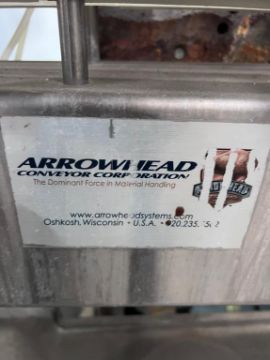 ARROWHEAD
CONVEYOR CORPORATION
The Dominant Force in Material Handling
www.arrowheadsystems.com
Oshkosh, Wisconsin • U.S.A. •